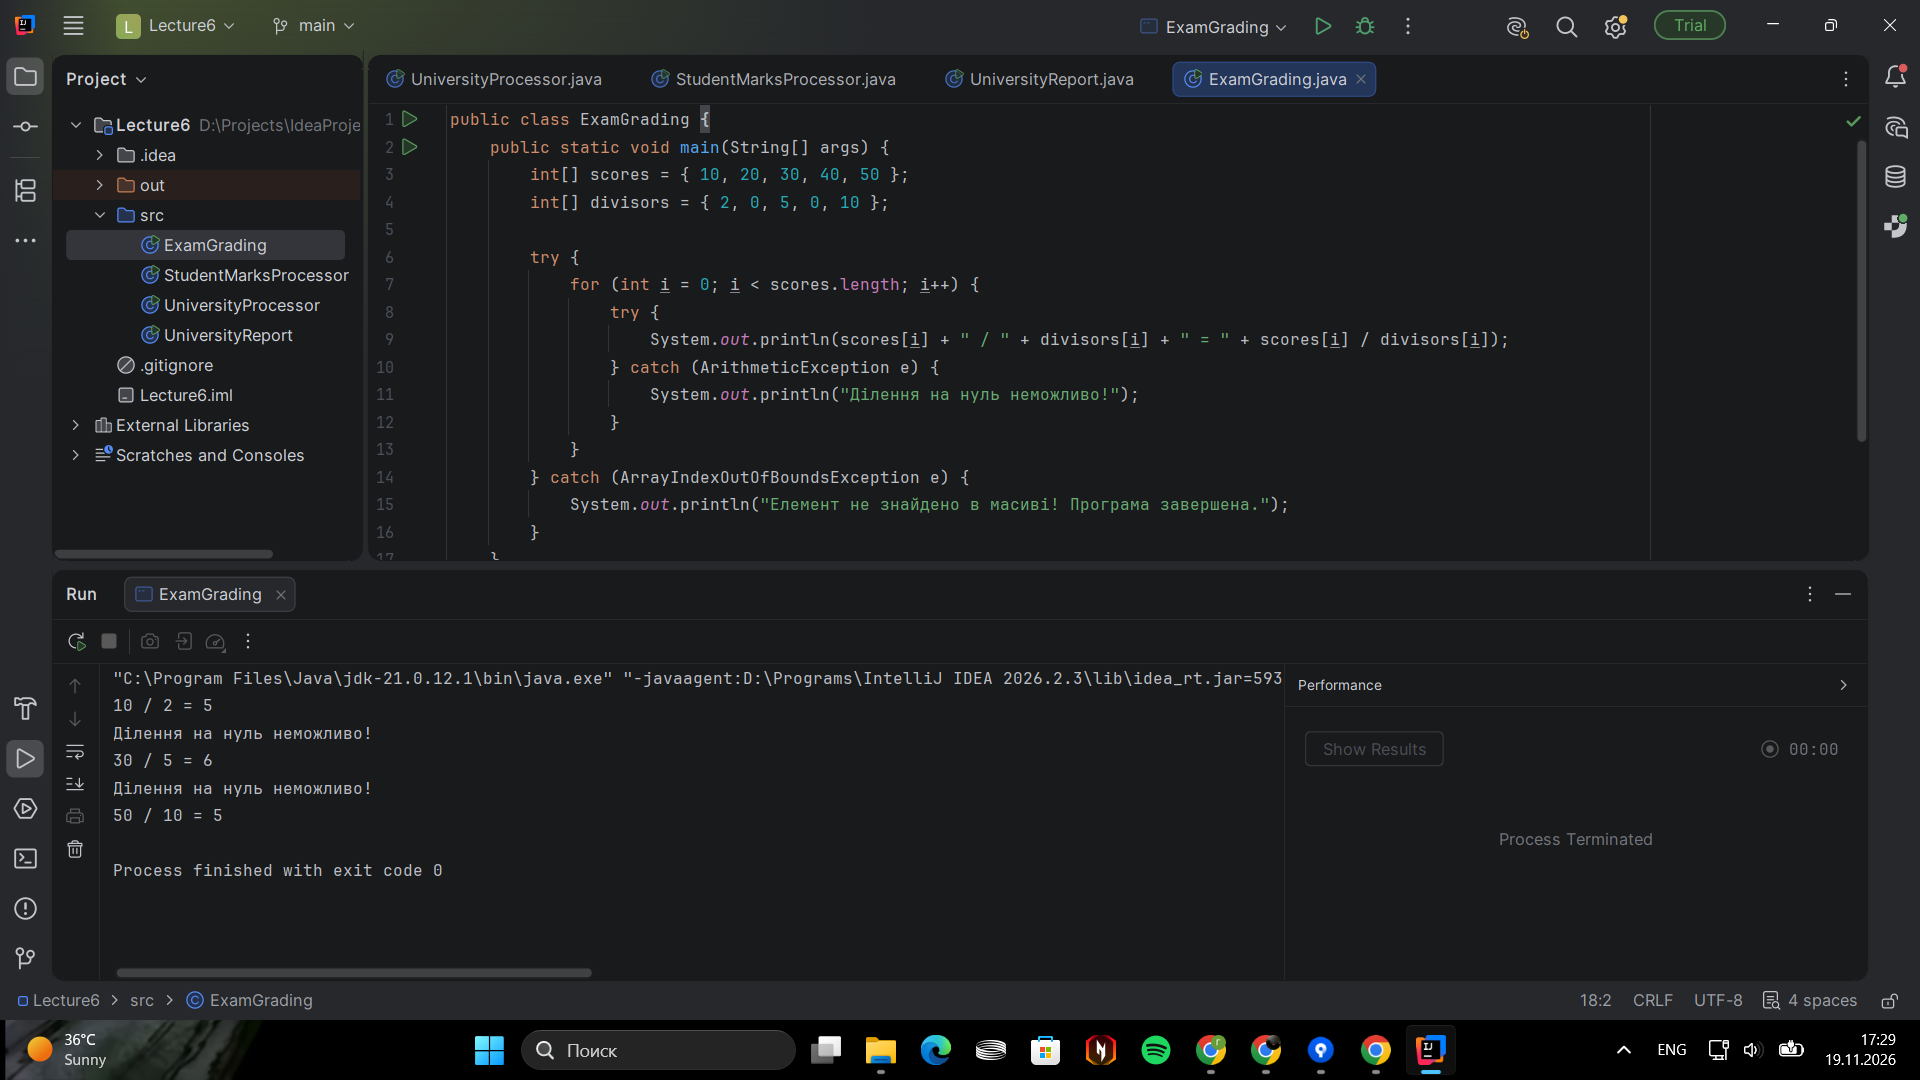 Lecture6
main
ExamGrading
Trial
Project
Lecture6 D:\Projects\IdeaProje
.idea
out
src
ExamGrading
StudentMarksProcessor
UniversityProcessor
UniversityReport
.gitignore
Lecture6.iml
External Libraries
Scratches and Consoles
UniversityProcessor.java StudentMarksProcessor.java UniversityReport.java ExamGrading.java
1 public class ExamGrading {
2 public static void main(String[] args) {
3 int[] scores = { 10, 20, 30, 40, 50 };
4 int[] divisors = { 2, 0, 5, 0, 10 };
5
6 try {
7 for (int i = 0; i < scores.length; i++) {
8 try {
9 System.out.println(scores[i] + " / " + divisors[i] + " = " + scores[i] / divisors[i]);
10 } catch (ArithmeticException e) {
11 System.out.println("Ділення на нуль неможливо!");
12 }
13 }
14 } catch (ArrayIndexOutOfBoundsException e) {
15 System.out.println("Елемент не знайдено в масиві! Програма завершена.");
16 }
17 }
Run ExamGrading
"C:\Program Files\Java\jdk-21.0.12.1\bin\java.exe" "-javaagent:D:\Programs\IntelliJ IDEA 2026.2.3\lib\idea_rt.jar=593
10 / 2 = 5
Ділення на нуль неможливо!
30 / 5 = 6
Ділення на нуль неможливо!
50 / 10 = 5
Process finished with exit code 0
Performance
Show Results
00:00
Process Terminated
Lecture6 > src > ExamGrading
18:2 CRLF UTF-8 4 spaces
36°C
Sunny
Поиск
ENG
17:29
19.11.2026